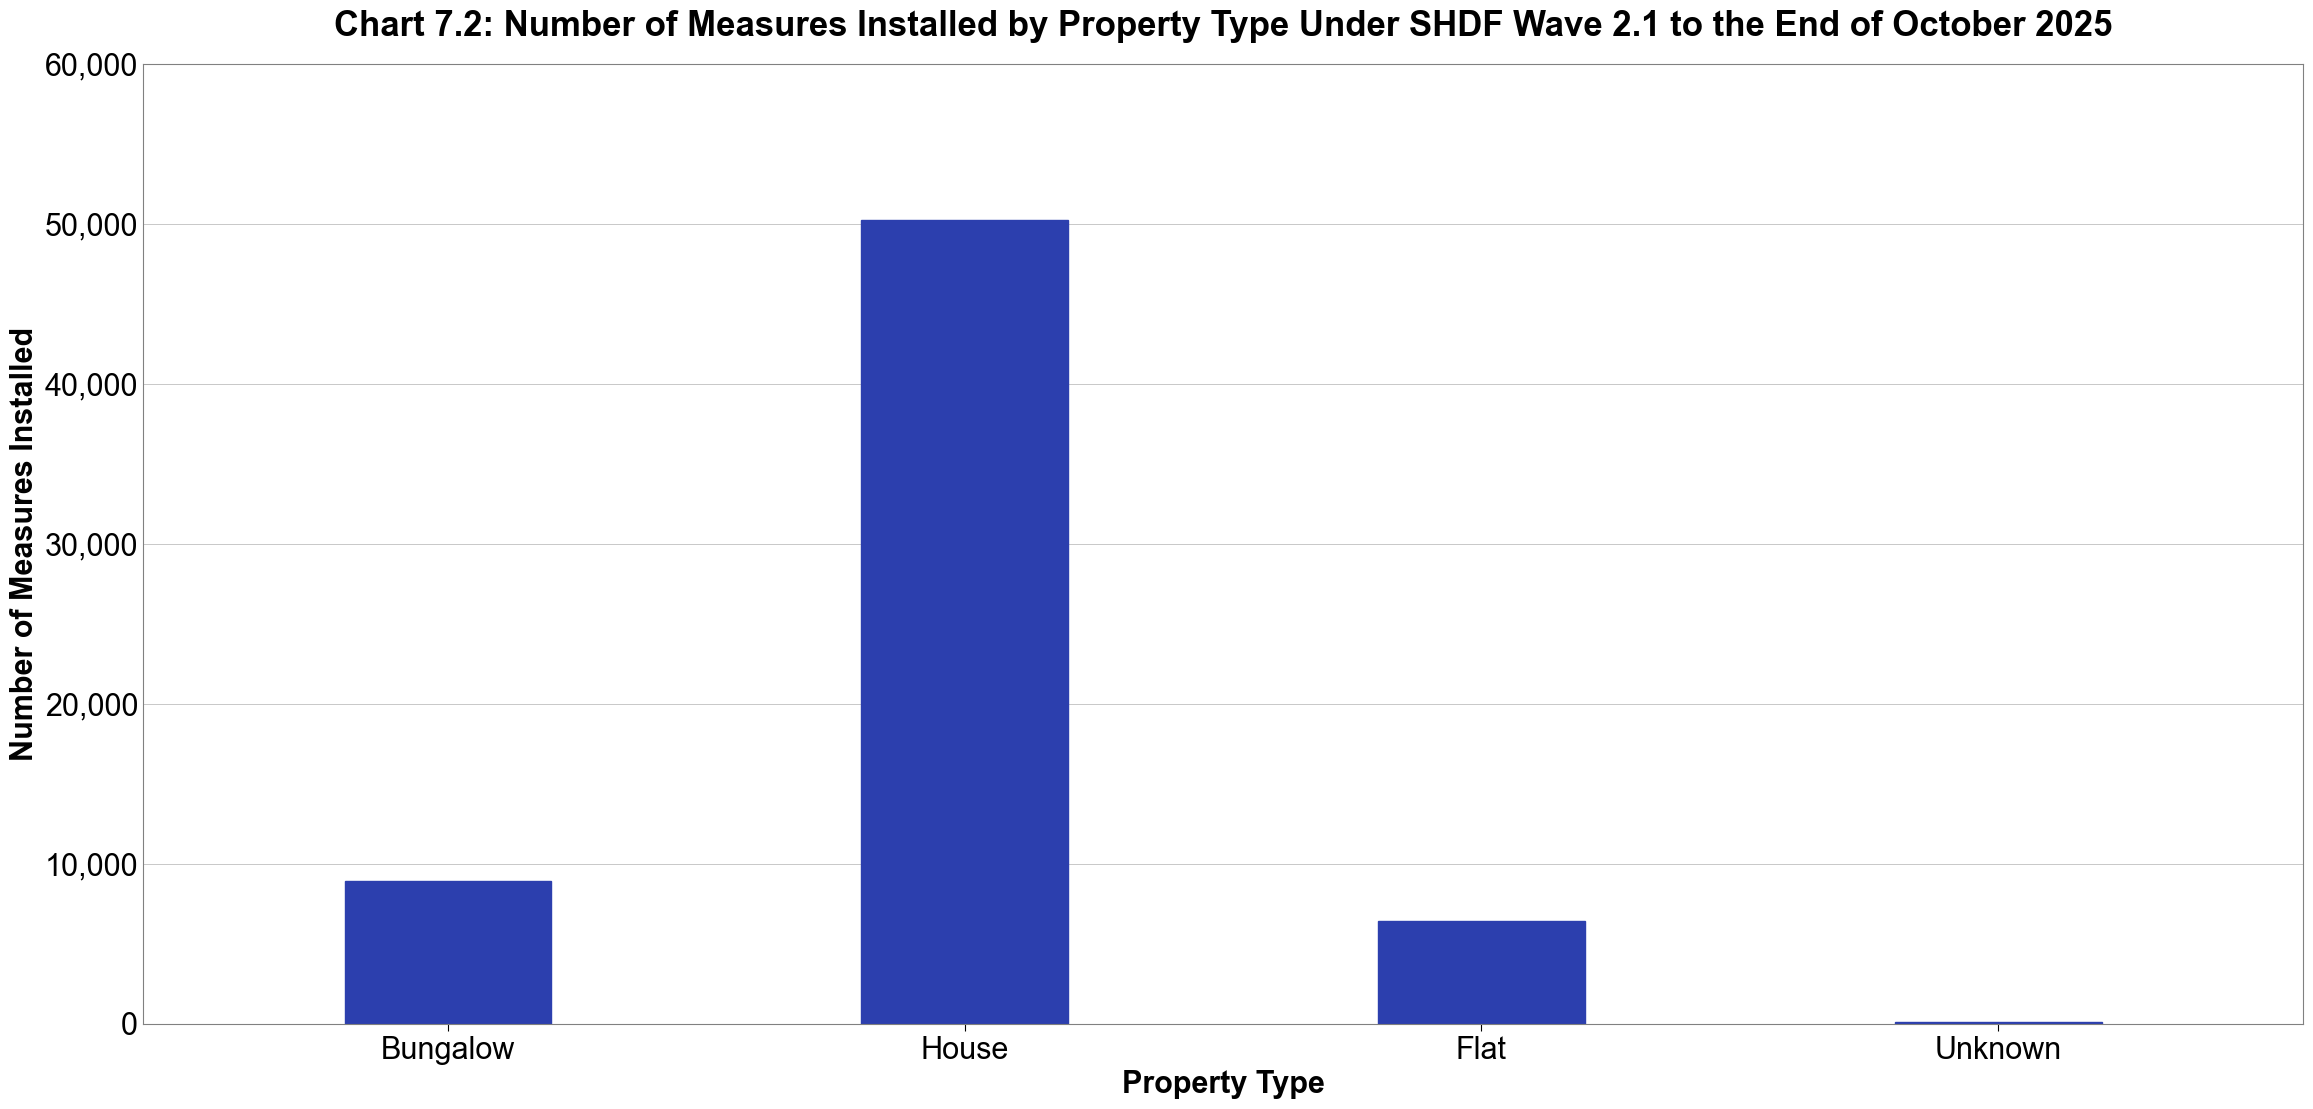 Chart 7.2: Number of Measures Installed by Property Type Under SHDF Wave 2.1 to the End of October 2025
Number of Measures Installed
60,000
50,000
40,000
30,000
20,000
10,000
0
Bungalow
House
Flat
Unknown
Property Type